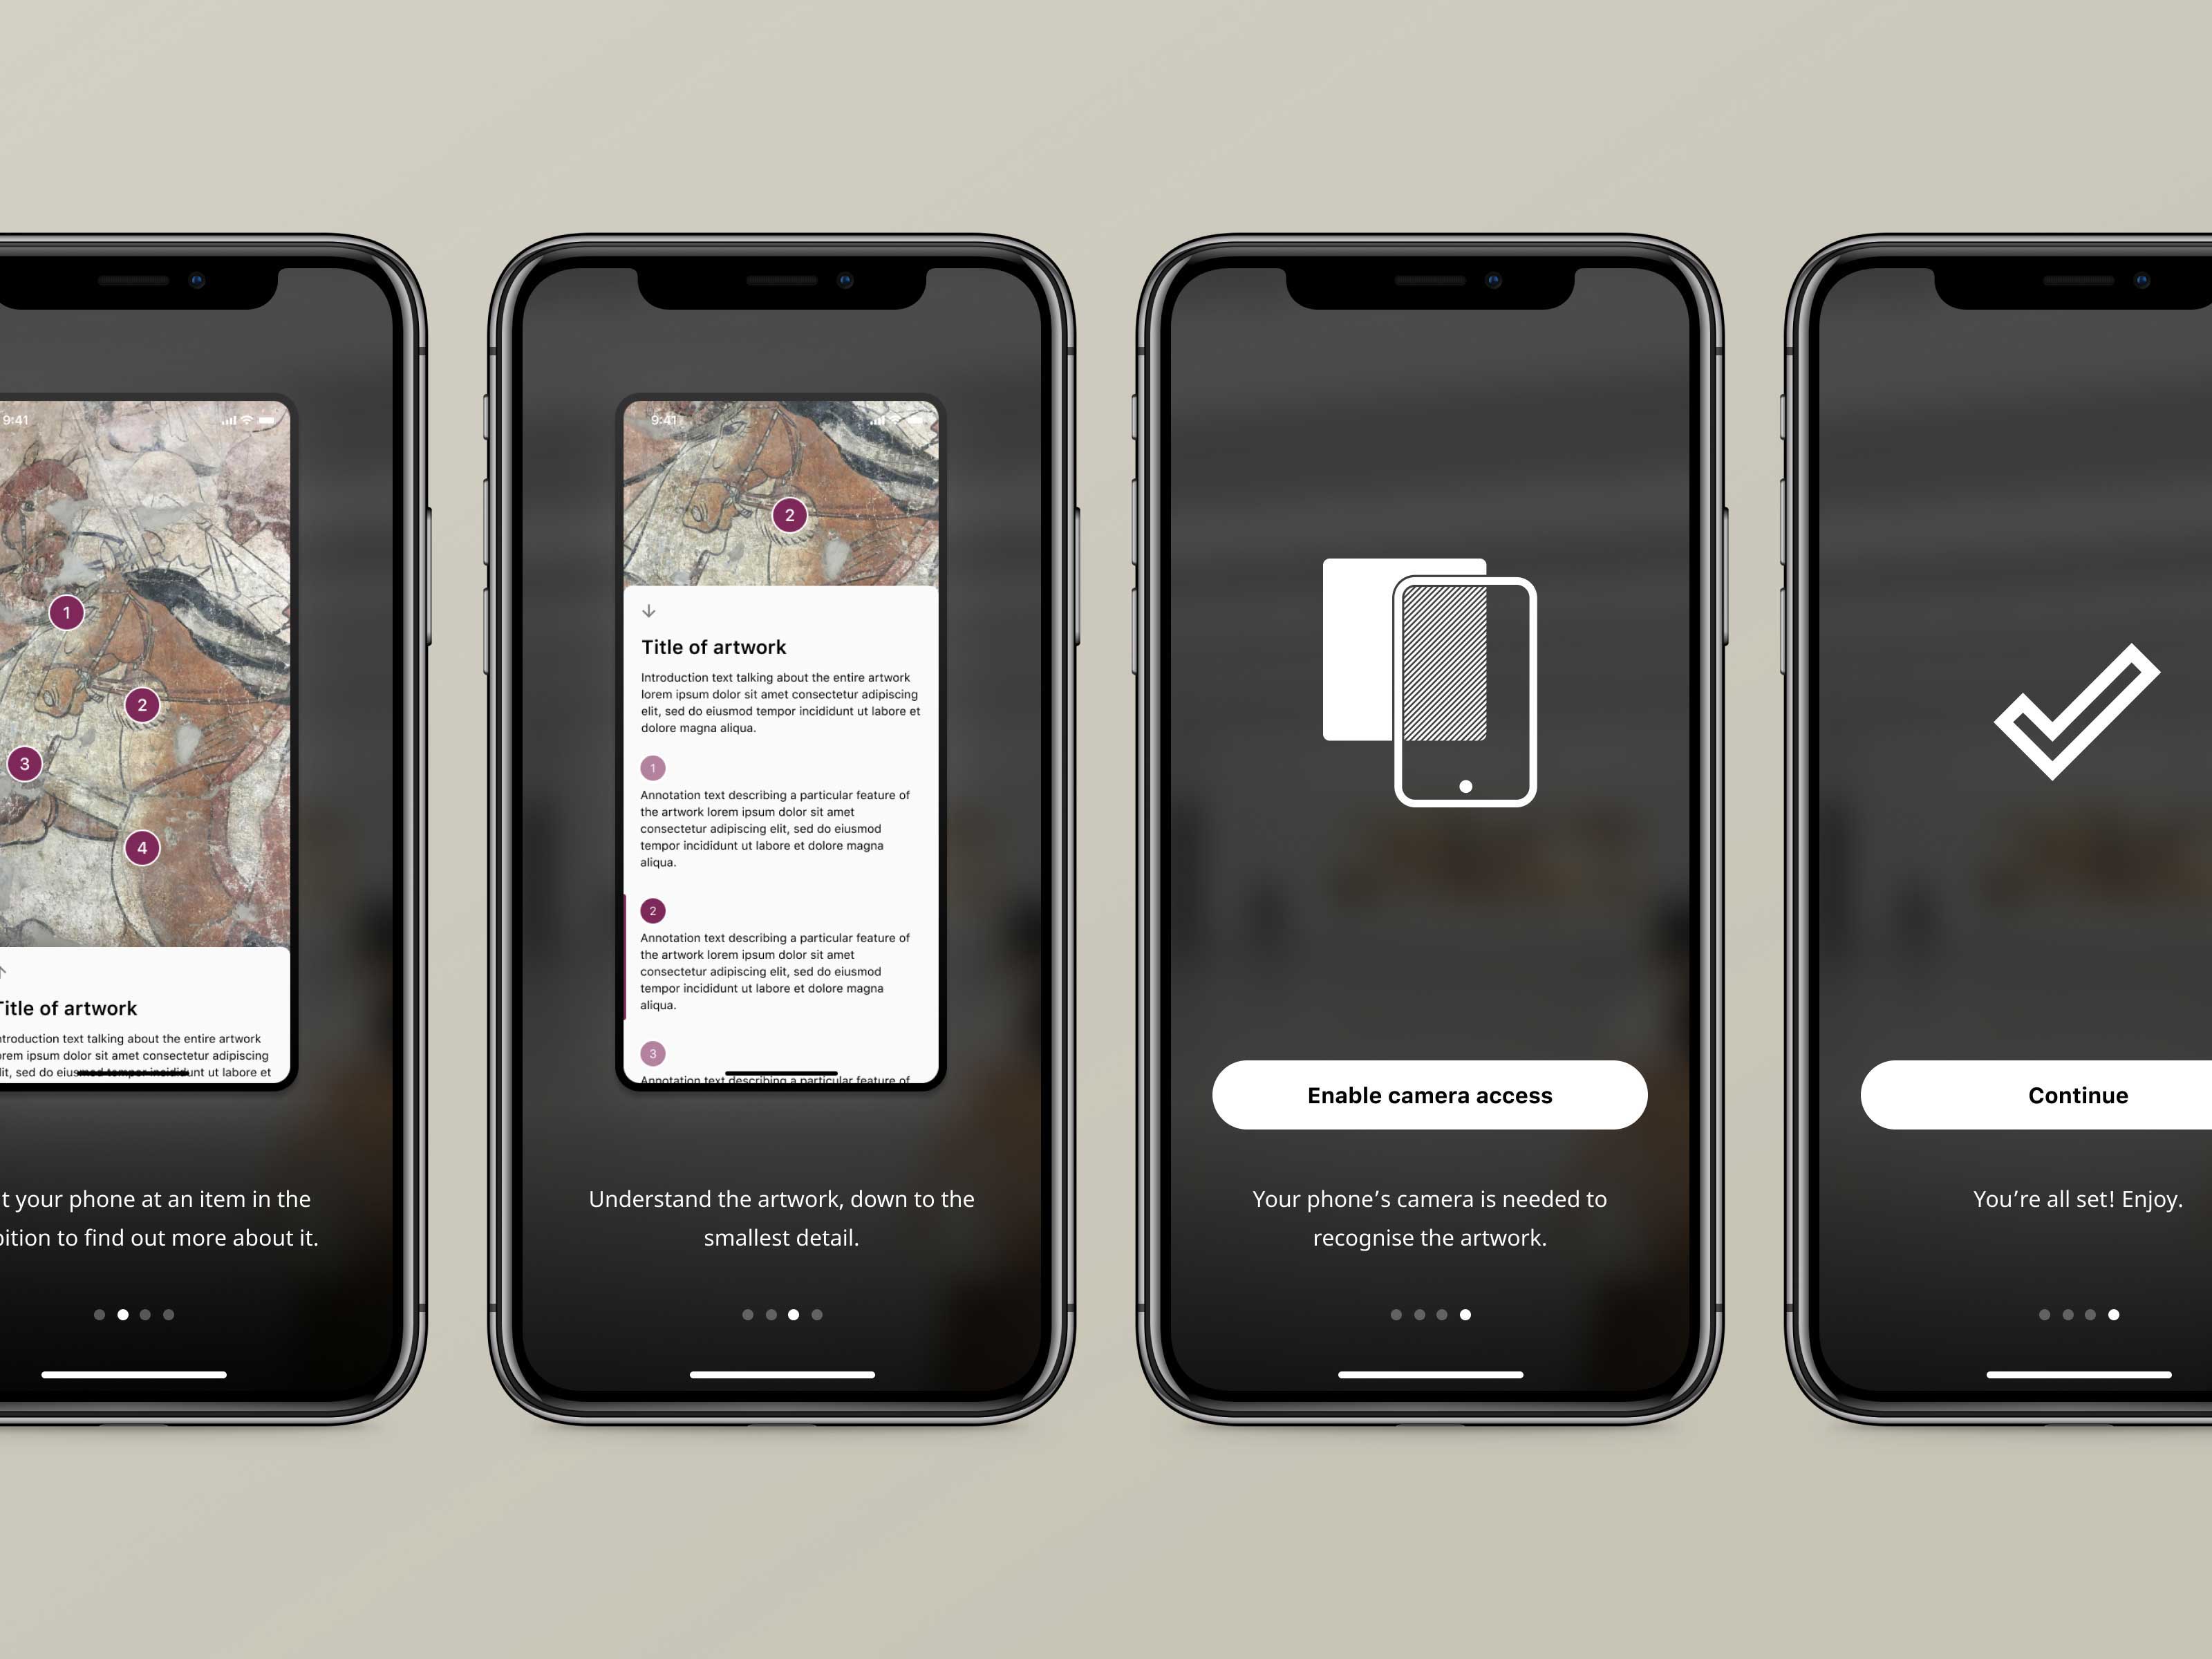 9:41
1
2
3
4
Title of artwork
ntroduction text talking about the entire artwork
orem ipsum dolor sit amet consectetur adipiscing
lit, sed do eiusmod tempor incididunt ut labore et
t your phone at an item in the
bition to find out more about it.
9:41
2
Title of artwork
Introduction text talking about the entire artwork
lorem ipsum dolor sit amet consectetur adipiscing
elit, sed do eiusmod tempor incididunt ut labore et
dolore magna aliqua.
1
Annotation text describing a particular feature of
the artwork lorem ipsum dolor sit amet
consectetur adipiscing elit, sed do eiusmod
tempor incididunt ut labore et dolore magna
aliqua.
2
Annotation text describing a particular feature of
the artwork lorem ipsum dolor sit amet
consectetur adipiscing elit, sed do eiusmod
tempor incididunt ut labore et dolore magna
aliqua.
3
Annotation text describing a particular feature of
Understand the artwork, down to the
smallest detail.
Enable camera access
Your phone’s camera is needed to
recognise the artwork.
Continue
You’re all set! Enjoy.